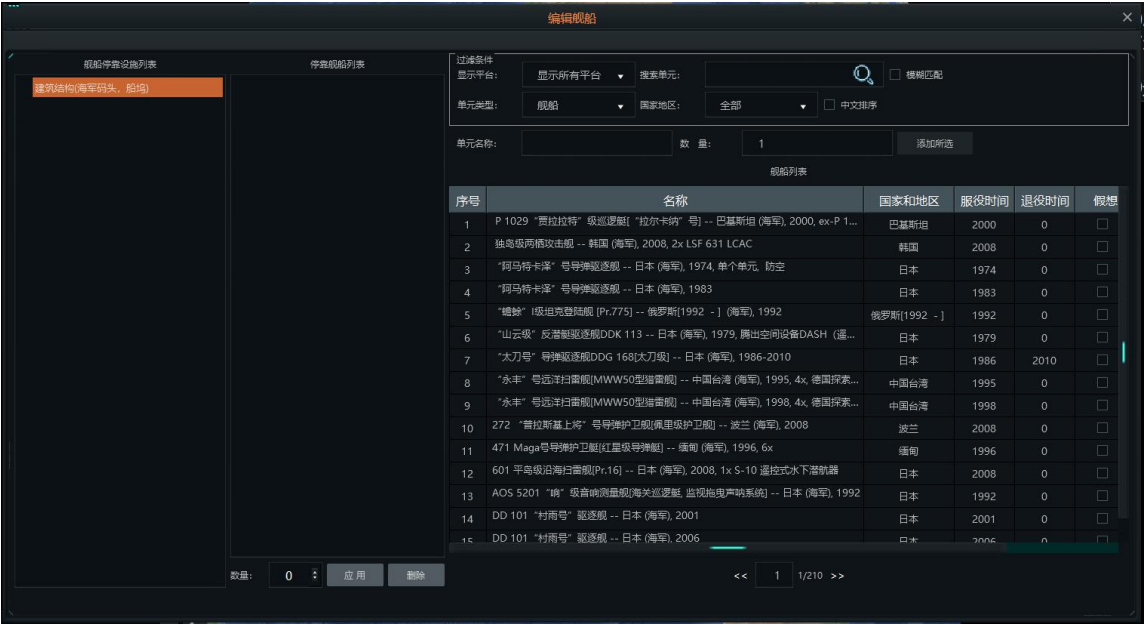 编辑舰船
舰船停靠设施列表
建筑结构(海军码头，船坞)
停靠舰船列表
过滤条件
显示平台: 显示所有平台 搜索单元: 模糊匹配
单元类型: 舰船 国家地区: 全部 中文排序
单元名称: 数 量: 1 添加所选
舰船列表
序号 名称 国家和地区 服役时间 退役时间 假想
1 P 1029 “贾拉拉特”级巡逻艇[ “拉尔卡纳” 号] -- 巴基斯坦 (海军), 2000, ex-P 1... 巴基斯坦 2000 0
2 独岛级两栖攻击舰 -- 韩国 (海军), 2008, 2x LSF 631 LCAC 韩国 2008 0
3 “阿马特卡泽” 号导弹驱逐舰 -- 日本 (海军), 1974, 单个单元, 防空 日本 1974 0
4 “阿马特卡泽” 号导弹驱逐舰 -- 日本 (海军), 1983 日本 1983 0
5 “蟾蜍” I级坦克登陆舰 [Pr.775] -- 俄罗斯[1992 - ] (海军), 1992 俄罗斯[1992 - ] 1992 0
6 “山云级” 反潜艇驱逐舰DDK 113 -- 日本 (海军), 1979, 腾出空间设备DASH（遥... 日本 1979 0
7 “太刀号” 导弹驱逐舰DDG 168[太刀级] -- 日本 (海军), 1986-2010 日本 1986 2010
8 “永丰” 号远洋扫雷舰[MWW50型猎雷舰] -- 中国台湾 (海军), 1995, 4x, 德国探索... 中国台湾 1995 0
9 “永丰” 号远洋扫雷舰[MWW50型猎雷舰] -- 中国台湾 (海军), 1998, 4x, 德国探索... 中国台湾 1998 0
10 272 “普拉斯基上将” 号导弹护卫舰[佩里级护卫舰] -- 波兰 (海军), 2008 波兰 2008 0
11 471 Maga号导弹护卫艇[红星级导弹艇] -- 缅甸 (海军), 1996, 6x 缅甸 1996 0
12 601 平岛级沿海扫雷舰[Pr.16] -- 日本 (海军), 2008, 1x S-10 遥控式水下潜航器 日本 2008 0
13 AOS 5201 “响” 级音响测量舰[海关巡逻艇, 监视拖曳声呐系统] -- 日本 (海军), 1992 日本 1992 0
14 DD 101 “村雨号” 驱逐舰 -- 日本 (海军), 2001 日本 2001 0
15 DD 101 “村雨号” 驱逐舰 -- 日本 (海军), 2006 日本 2006 0
数量: 0 应 用 删除
<< 1 1/210 >>